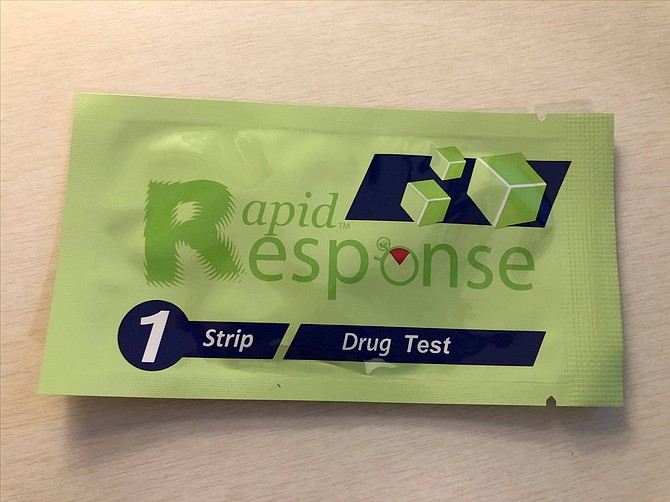 Rapid™
Response
1 Strip Drug Test